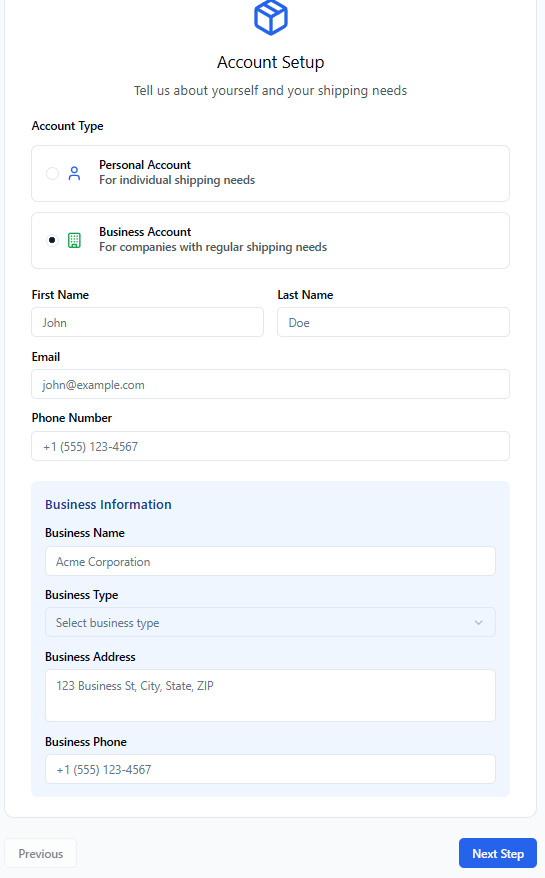 Account Setup
Tell us about yourself and your shipping needs
Account Type
Personal Account
For individual shipping needs
Business Account
For companies with regular shipping needs
First Name
Last Name
John
Doe
Email
john@example.com
Phone Number
+1 (555) 123-4567
Business Information
Business Name
Acme Corporation
Business Type
Select business type
Business Address
123 Business St, City, State, ZIP
Business Phone
+1 (555) 123-4567
Previous
Next Step